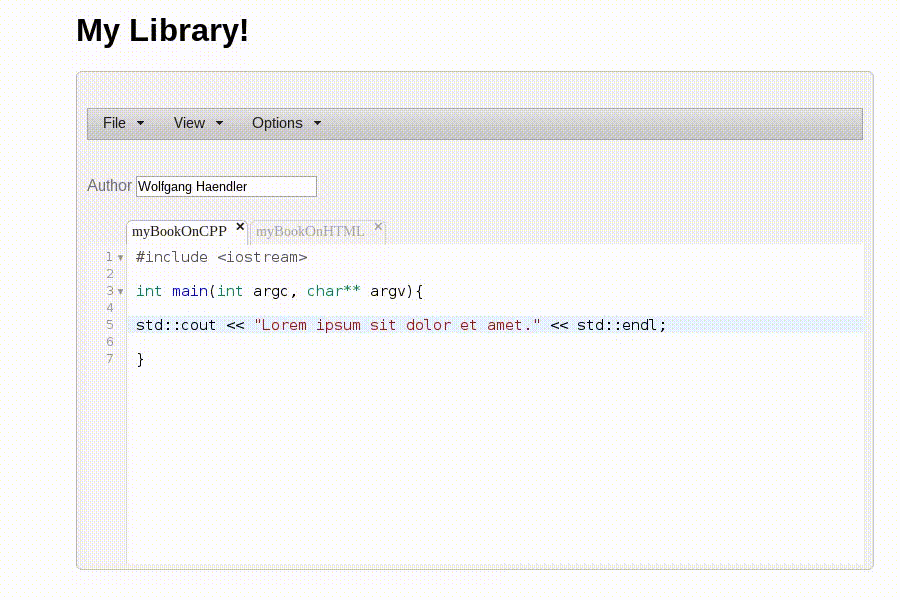 My Library!
File View Options
Author Wolfgang Haendler
myBookOnCPP × myBookOnHTML ×
1 #include <iostream>
2
3 int main(int argc, char** argv){
4
5 std::cout << "Lorem ipsum sit dolor et amet." << std::endl;
6
7 }